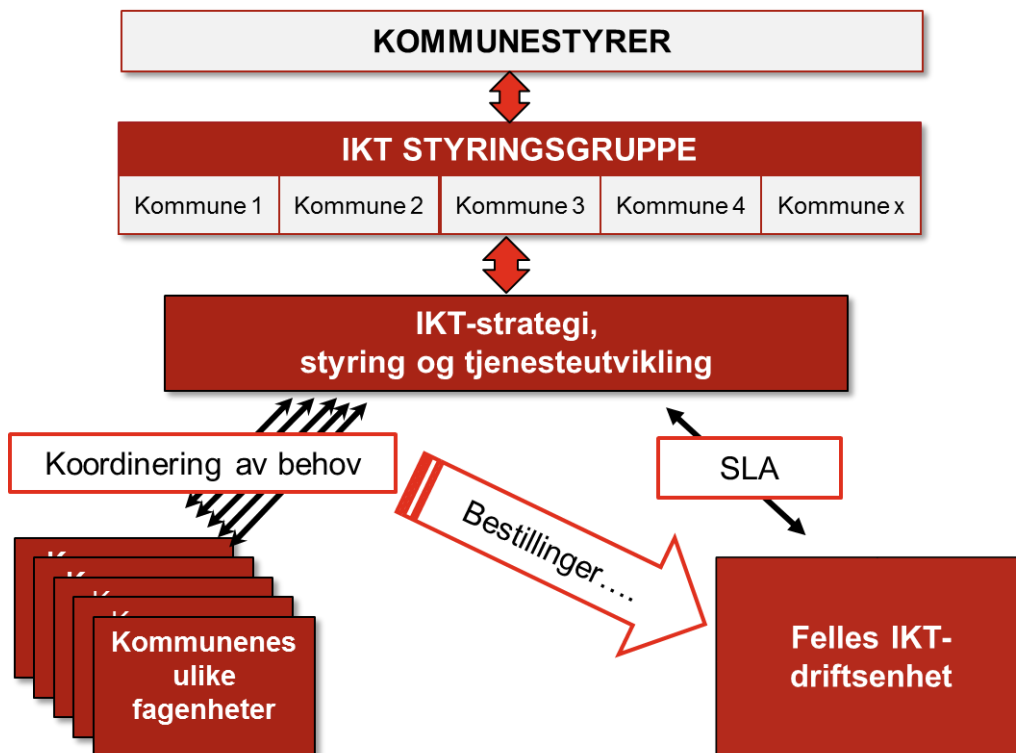 KOMMUNESTYRER
IKT STYRINGSGRUPPE
Kommune 1
Kommune 2
Kommune 3
Kommune 4
Kommune x
IKT-strategi,
styring og tjenesteutvikling
Koordinering av behov
SLA
Bestillinger....
Kommunenes
ulike
fagenheter
Felles IKT-
driftsenhet